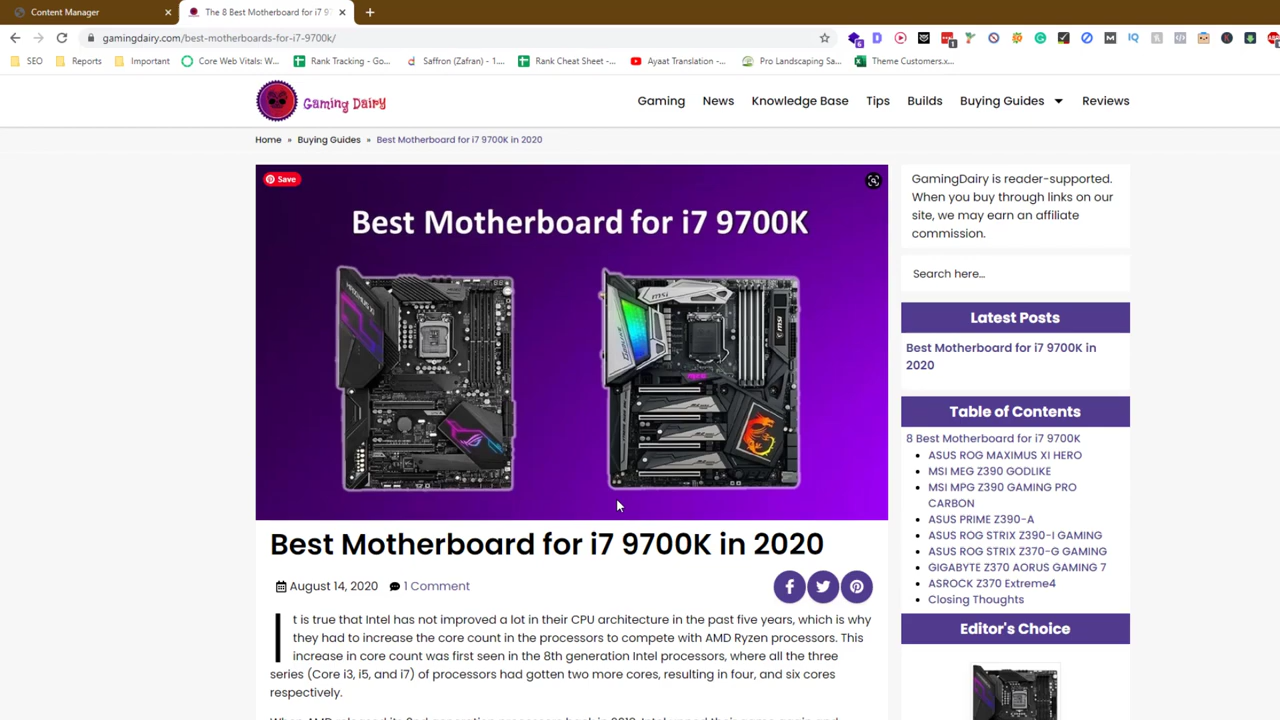 Content Manager
The 8 Best Motherboard for i7 97
gamingdairy.com/best-motherboards-for-i7-9700k/
SEO Reports Important Core Web Vitals: W... Rank Tracking - Go... Saffron (Zafran) - 1.... Rank Cheat Sheet -... Ayaat Translation -... Pro Landscaping Sa... Theme Customers.x...
Gaming Dairy
Gaming News Knowledge Base Tips Builds Buying Guides Reviews
Home » Buying Guides » Best Motherboard for i7 9700K in 2020
Save
Best Motherboard for i7 9700K
msi
msi
Best Motherboard for i7 9700K in 2020
August 14, 2020 1 Comment
It is true that Intel has not improved a lot in their CPU architecture in the past five years, which is why
they had to increase the core count in the processors to compete with AMD Ryzen processors. This
increase in core count was first seen in the 8th generation Intel processors, where all the three
series (Core i3, i5, and i7) of processors had gotten two more cores, resulting in four, and six cores
respectively.
GamingDairy is reader-supported.
When you buy through links on our
site, we may earn an affiliate
commission.
Search here...
Latest Posts
Best Motherboard for i7 9700K in
2020
Table of Contents
8 Best Motherboard for i7 9700K
ASUS ROG MAXIMUS XI HERO
MSI MEG Z390 GODLIKE
MSI MPG Z390 GAMING PRO
CARBON
ASUS PRIME Z390-A
ASUS ROG STRIX Z390-I GAMING
ASUS ROG STRIX Z370-G GAMING
GIGABYTE Z370 AORUS GAMING 7
ASROCK Z370 Extreme4
Closing Thoughts
Editor's Choice